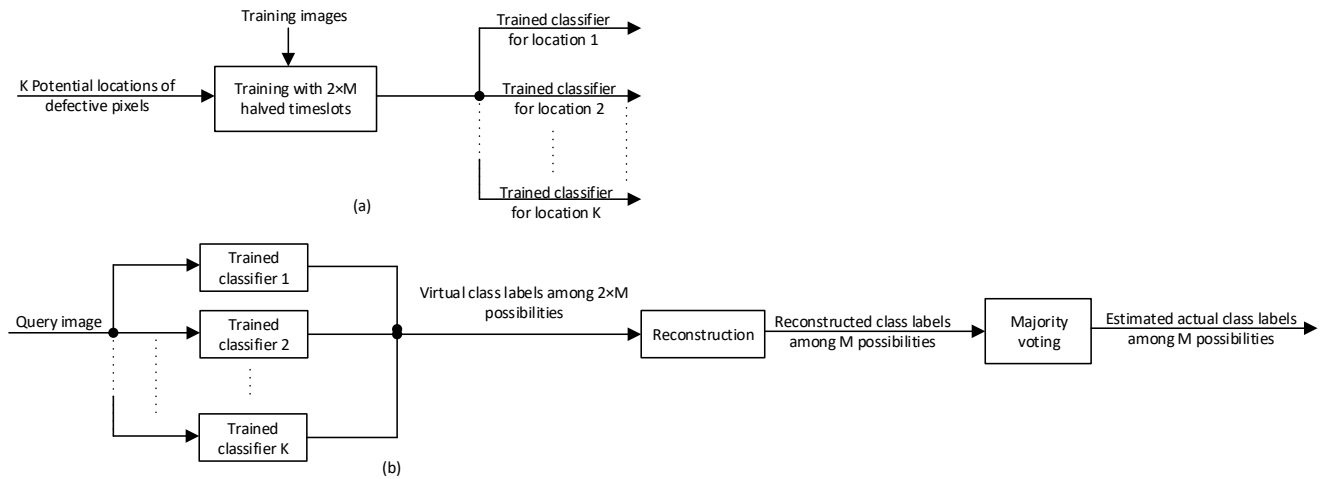 Training images
K Potential locations of
defective pixels
Training with 2×M
halved timeslots
Trained classifier
for location 1
Trained classifier
for location 2
Trained classifier
for location K
(a)
Query image
Trained
classifier 1
Trained
classifier 2
Trained
classifier K
Virtual class labels among 2×M
possibilities
Reconstruction
Reconstructed class labels
among M possibilities
Majority
voting
Estimated actual class labels
among M possibilities
(b)